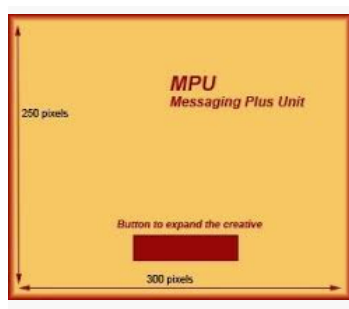 MPU
Messaging Plus Unit
250 pixels
Button to expand the creative
300 pixels